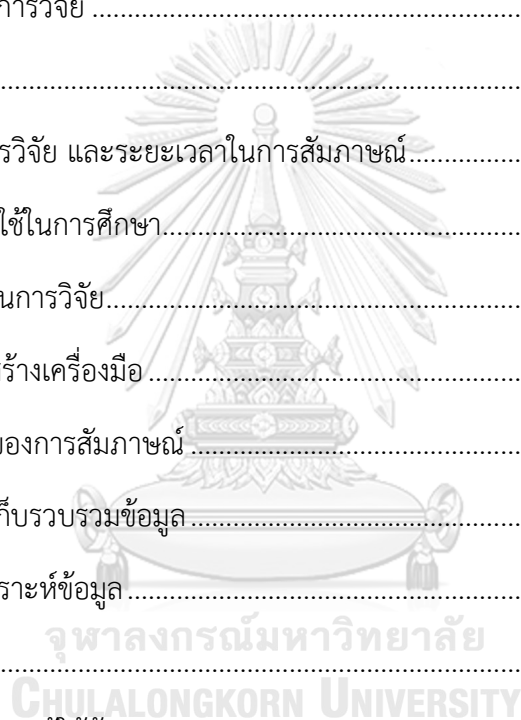 การวิจัย ................................................................
................................................................
รวิจัย และระยะเวลาในการสัมภาษณ์................
ใช้ในการศึกษา................................................
นการวิจัย................................................
ร้างเครื่องมือ................................................
ของการสัมภาษณ์................................................
ก็บรวบรวมข้อมูล................................................
ราะห์ข้อมูล................................................
จุฬาลงกรณ์มหาวิทยาลัย
................................................................
CHULALONGKORN UNIVERSITY